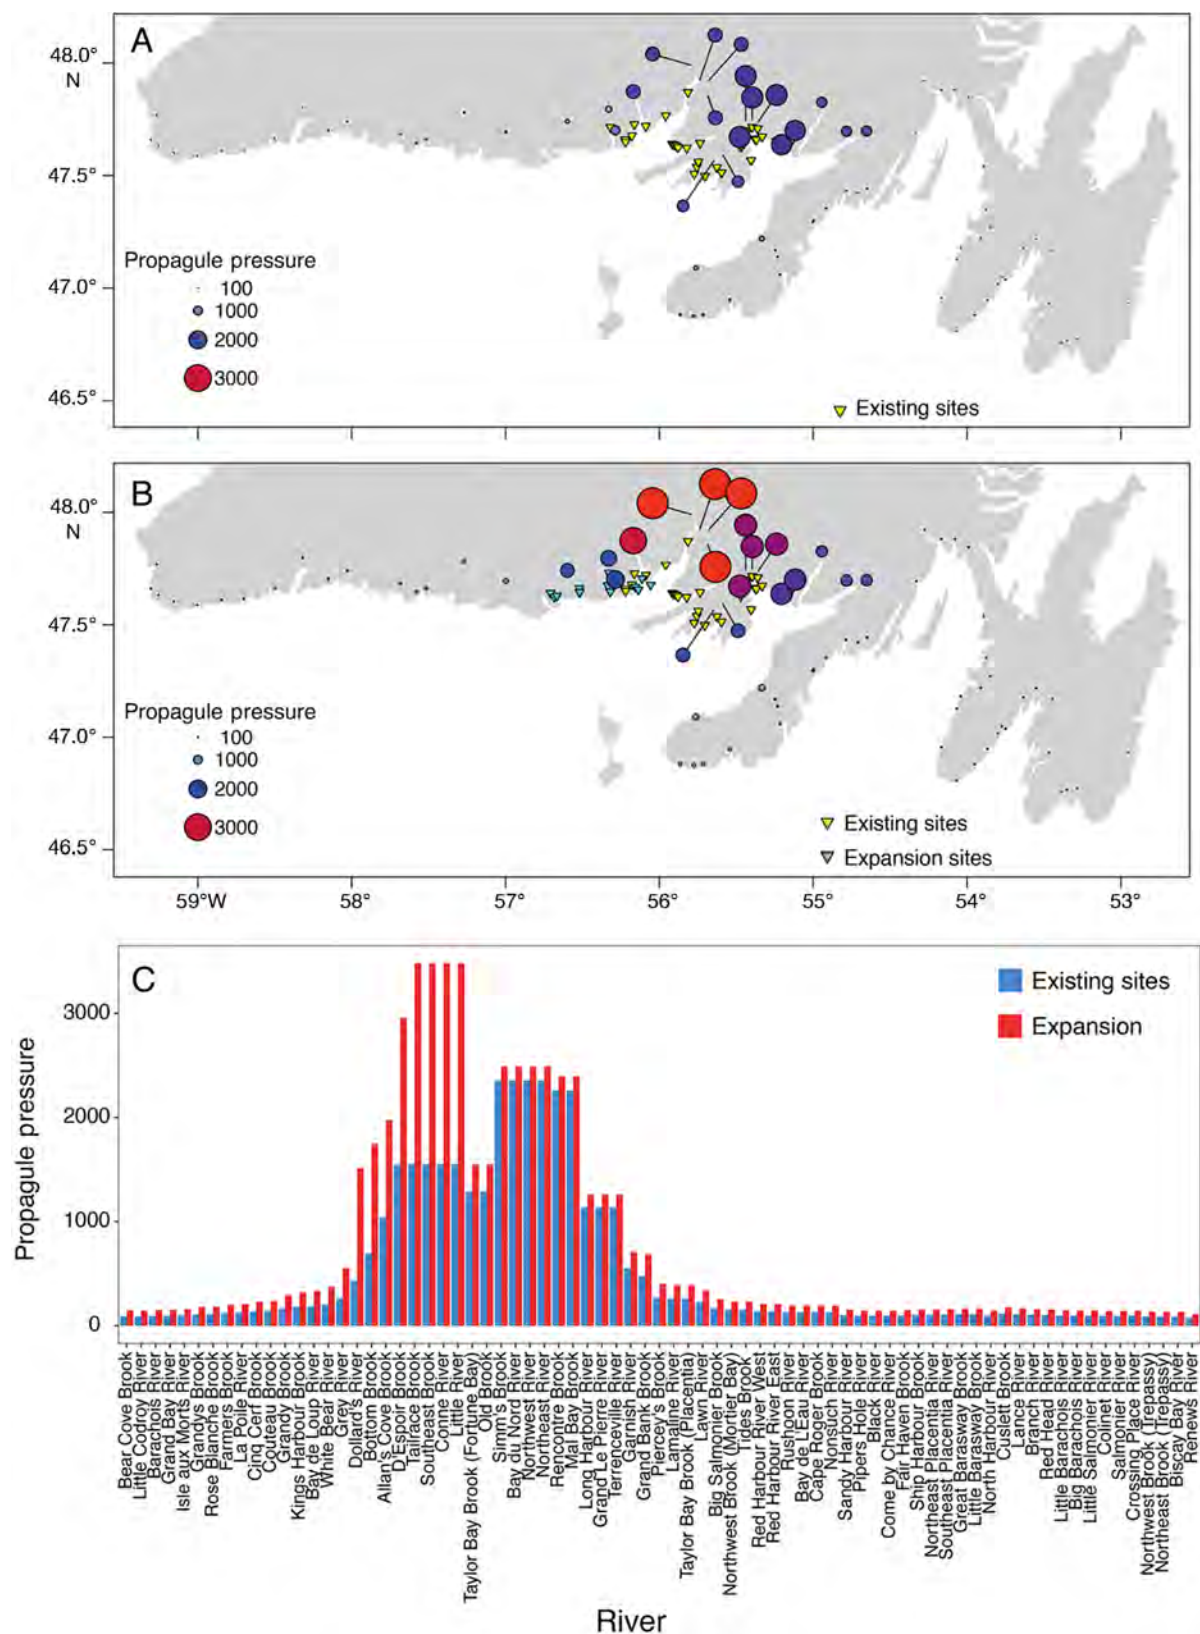 A
48.0°
N
47.5°
47.0°
46.5°
Propagule pressure
100
1000
2000
3000
Existing sites
B
48.0°
N
47.5°
47.0°
46.5°
Propagule pressure
100
1000
2000
3000
Existing sites
Expansion sites
59°W
58°
57°
56°
55°
54°
53°
C
Existing sites
Expansion
Propagule pressure
3000
2000
1000
0
Bear Cove Brook
Little Codroy River
Barachois River
Grand Bay River
Isle aux Morts River
Grandys Brook
Rose Blanche Brook
Farmers Brook
La Poile River
Cinq Cerf Brook
Couteau Brook
Grandy Brook
Kings Harbour Brook
Bay de Loup River
White Bear River
Grey River
Dollard's River
Bottom Brook
Allan's Cove Brook
D'Espoir Brook
Tailrace Brook
Southeast Brook
Conne River
Little River
Taylor Bay Brook (Fortune Bay)
Old Brook
Simm's Brook
Bay du Nord River
Northwest River
Northeast River
Rencontre Brook
Mal Bay Brook
Long Harbour River
Grand Le Pierre River
Terrenceville River
Garnish River
Grand Bank Brook
Piercey's Brook
Lamaline River
Taylor Bay Brook (Placentia)
Lawn River
Big Salmonier Brook
Northwest Brook (Mortier Bay)
Tides Brook
Red Harbour River West
Red Harbour River East
Rushoon River
Bay de L'Eau River
Cape Roger Brook
Nonsuch River
Sandy Harbour River
Pipers Hole River
Black River
Come by Chance River
Fair Haven Brook
Ship Harbour Brook
Northeast Placentia River
Southeast Placentia River
Great Barasway Brook
Little Barasway Brook
North Harbour River
Cuslett Brook
Lance River
Branch River
Red Head River
Little Barachois River
Big Barachois River
Little Salmonier River
Colinet River
Salmonier River
Crossing Place River
Northwest Brook (Trepassy)
Northeast Brook (Trepassy)
Biscay Bay River
Renews River
River